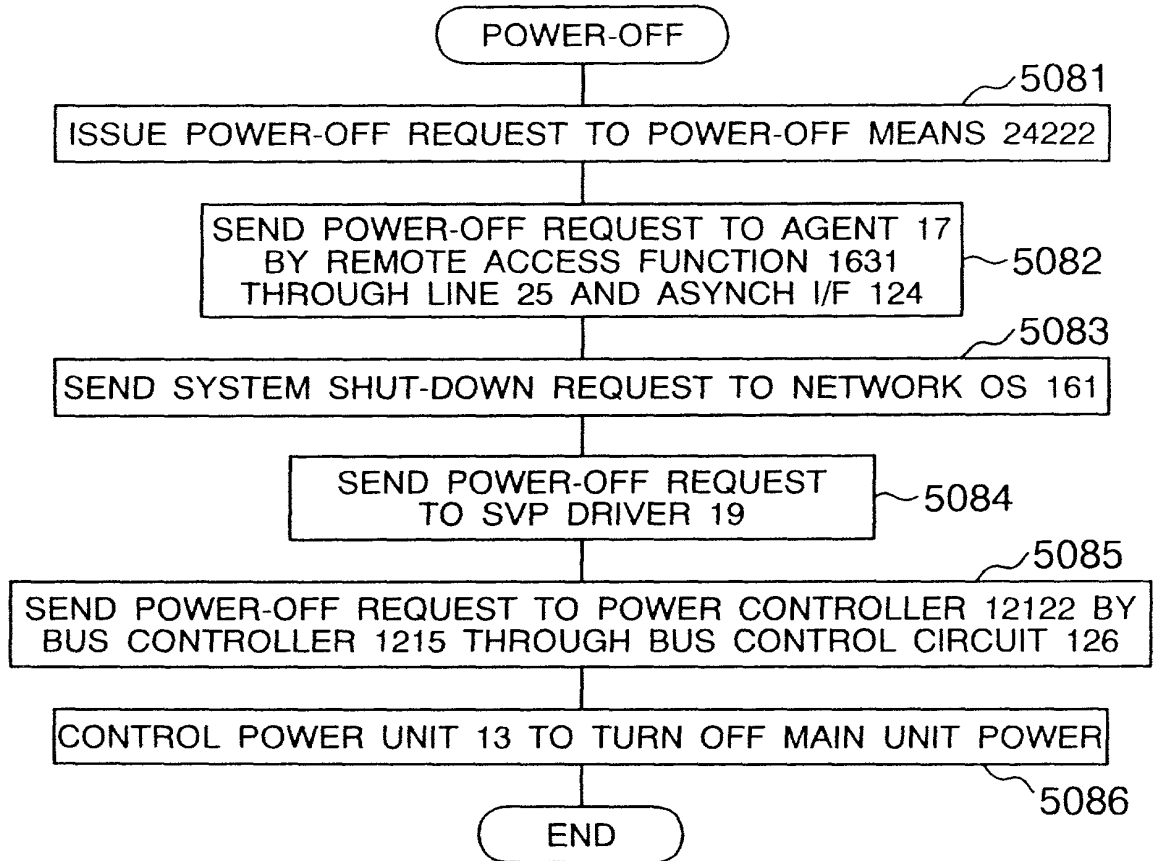 POWER-OFF
5081
ISSUE POWER-OFF REQUEST TO POWER-OFF MEANS 24222
SEND POWER-OFF REQUEST TO AGENT 17
BY REMOTE ACCESS FUNCTION 1631
THROUGH LINE 25 AND ASYNCH I/F 124
5082
5083
SEND SYSTEM SHUT-DOWN REQUEST TO NETWORK OS 161
SEND POWER-OFF REQUEST
TO SVP DRIVER 19
5084
5085
SEND POWER-OFF REQUEST TO POWER CONTROLLER 12122 BY
BUS CONTROLLER 1215 THROUGH BUS CONTROL CIRCUIT 126
CONTROL POWER UNIT 13 TO TURN OFF MAIN UNIT POWER
5086
END